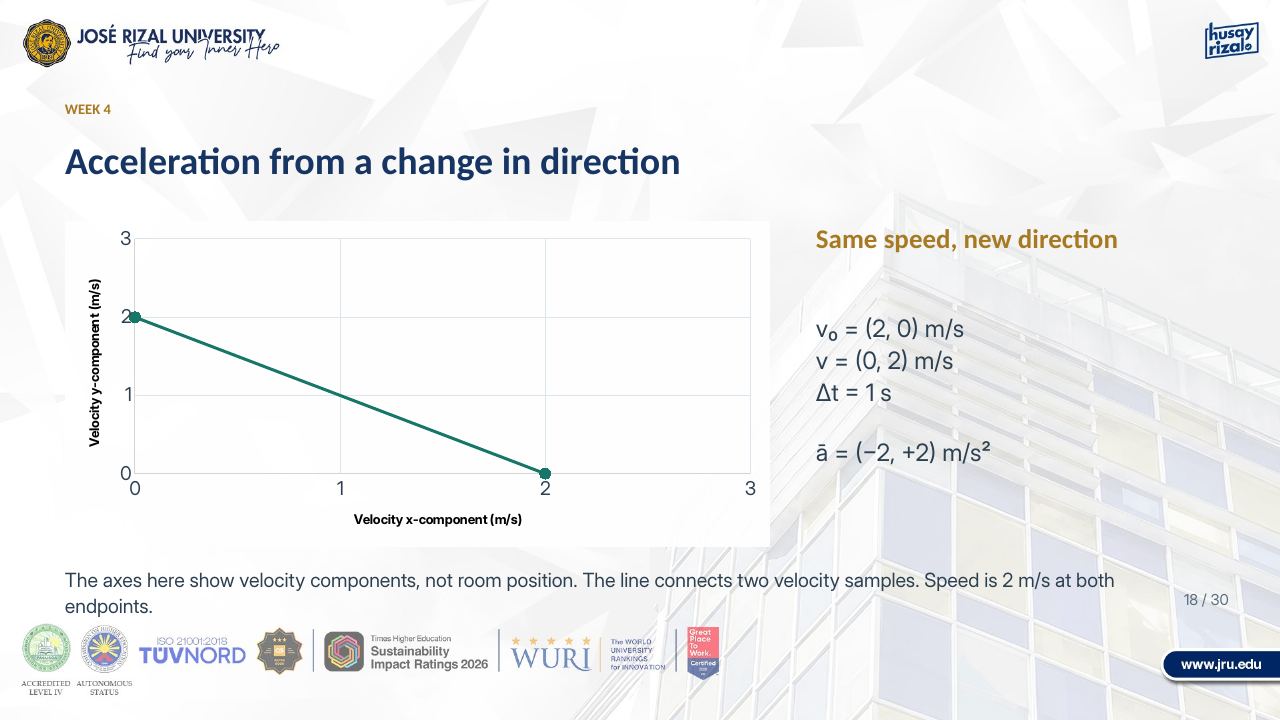 JOSÉ RIZAL UNIVERSITY
Find your Inner Hero
husay
rizal
WEEK 4
Acceleration from a change in direction
3
2
1
0
0 1 2 3
Velocity y-component (m/s)
Velocity x-component (m/s)
Same speed, new direction
v₀ = (2, 0) m/s
v = (0, 2) m/s
Δt = 1 s
ā = (−2, +2) m/s²
The axes here show velocity components, not room position. The line connects two velocity samples. Speed is 2 m/s at both
endpoints.
18 / 30
ACCREDITED
LEVEL IV
AUTONOMOUS
STATUS
ISO 21001:2018
TÜVNORD
Times Higher Education
Sustainability
Impact Ratings 2026
WURI
The WORLD
UNIVERSITY
RANKINGS
for INNOVATION
Great
Place
To
Work.
Certified
www.jru.edu